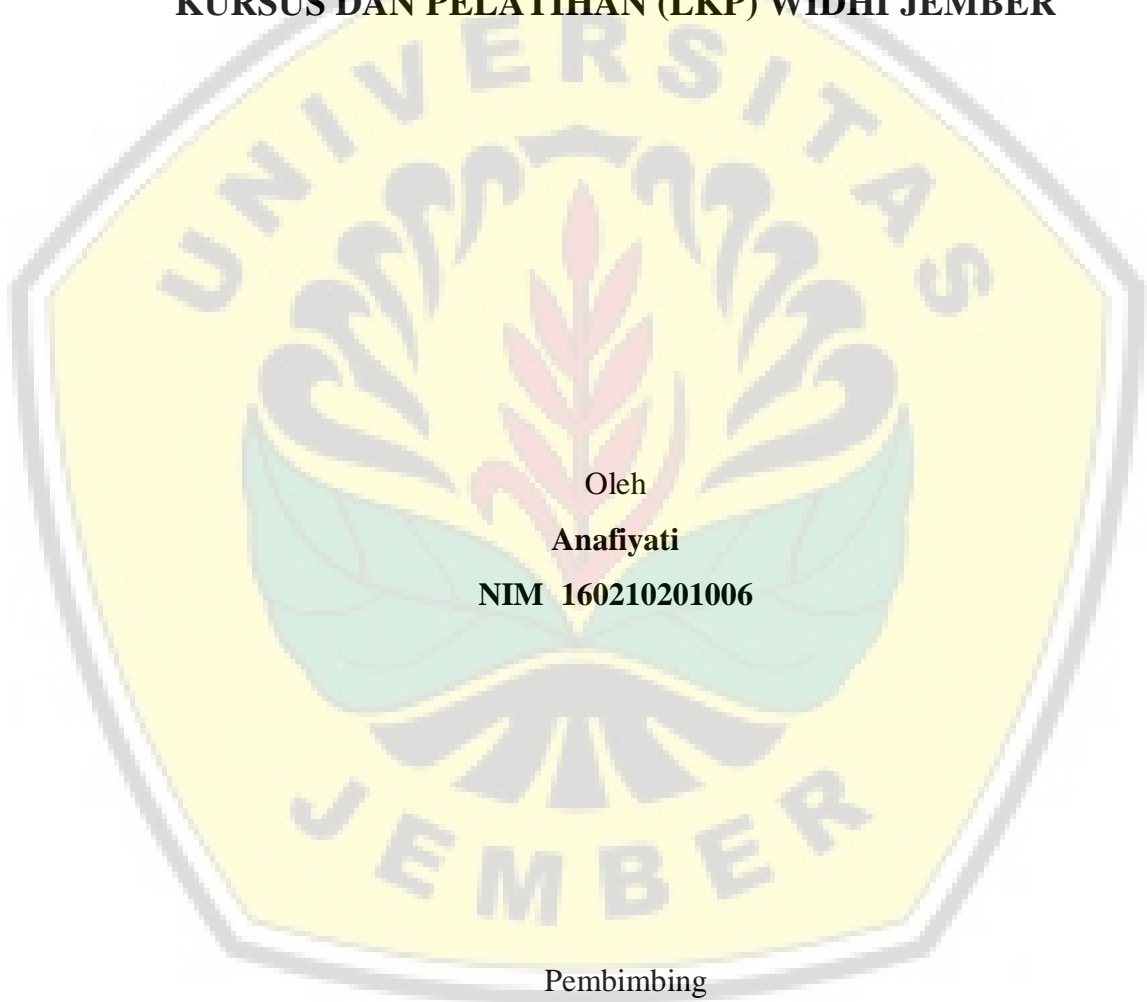 KURSUS DAN PELATIHAN (LKP) WIDHI JEMBER
UNIVERSITAS
Oleh
Anafiyati
NIM 160210201006
JEMBER
Pembimbing